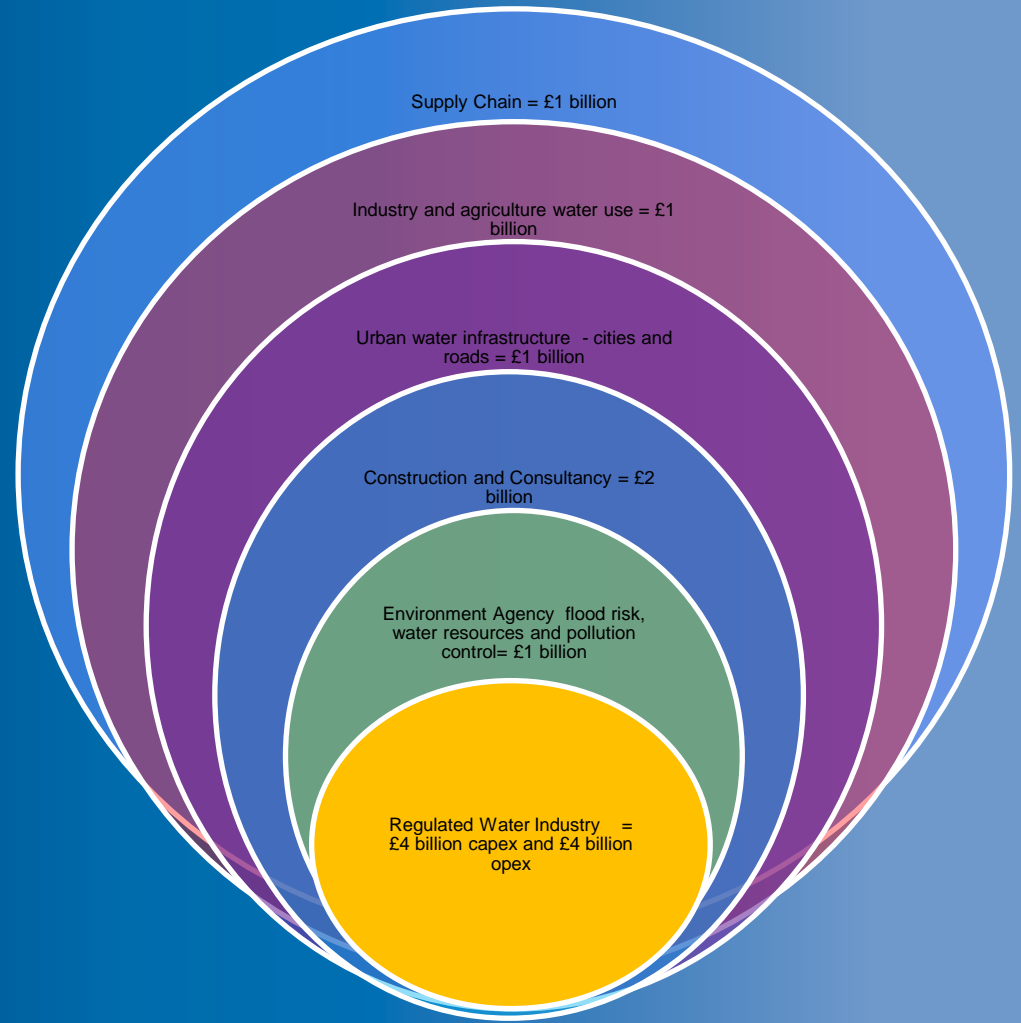 Supply Chain = £1 billion
Industry and agriculture water use = £1
billion
Urban water infrastructure - cities and
roads = £1 billion
Construction and Consultancy = £2
billion
Environment Agency flood risk,
water resources and pollution
control= £1 billion
Regulated Water Industry =
£4 billion capex and £4 billion
opex